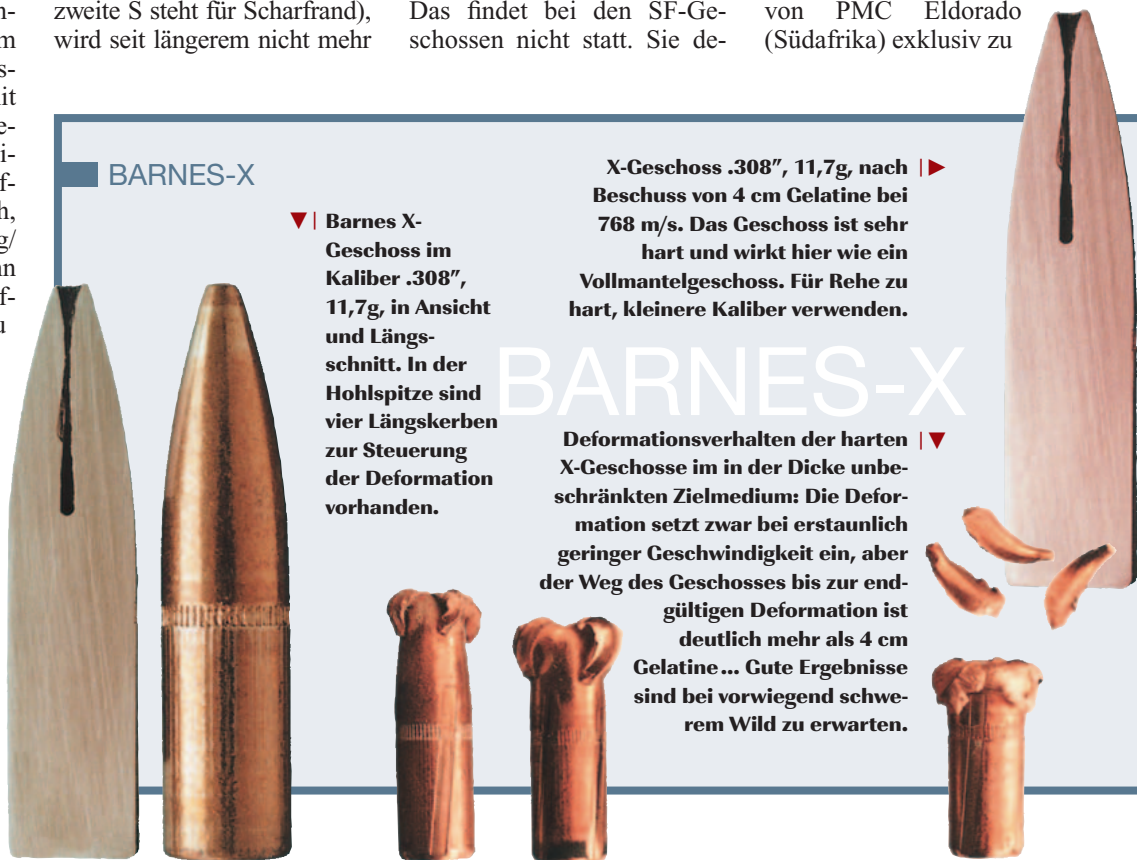 zweite S steht für Scharfrand),
wird seit längerem nicht mehr
Das findet bei den SF-Ge-
schossen nicht statt. Sie de-
von PMC Eldorado
(Südafrika) exklusiv zu
BARNES-X
▼| Barnes X-
Geschoss im
Kaliber .308″,
11,7g, in Ansicht
und Längs-
schnitt. In der
Hohlspitze sind
vier Längskerben
zur Steuerung
der Deformation
vorhanden.
X-Geschoss .308″, 11,7g, nach |►
Beschuss von 4 cm Gelatine bei
768 m/s. Das Geschoss ist sehr
hart und wirkt hier wie ein
Vollmantelgeschoss. Für Rehe zu
hart, kleinere Kaliber verwenden.
BARNES-X
Deformationsverhalten der harten |▼
X-Geschosse im in der Dicke unbe-
schränkten Zielmedium: Die Defor-
mation setzt zwar bei erstaunlich
geringer Geschwindigkeit ein, aber
der Weg des Geschosses bis zur end-
gültigen Deformation ist
deutlich mehr als 4 cm
Gelatine... Gute Ergebnisse
sind bei vorwiegend schwe-
rem Wild zu erwarten.